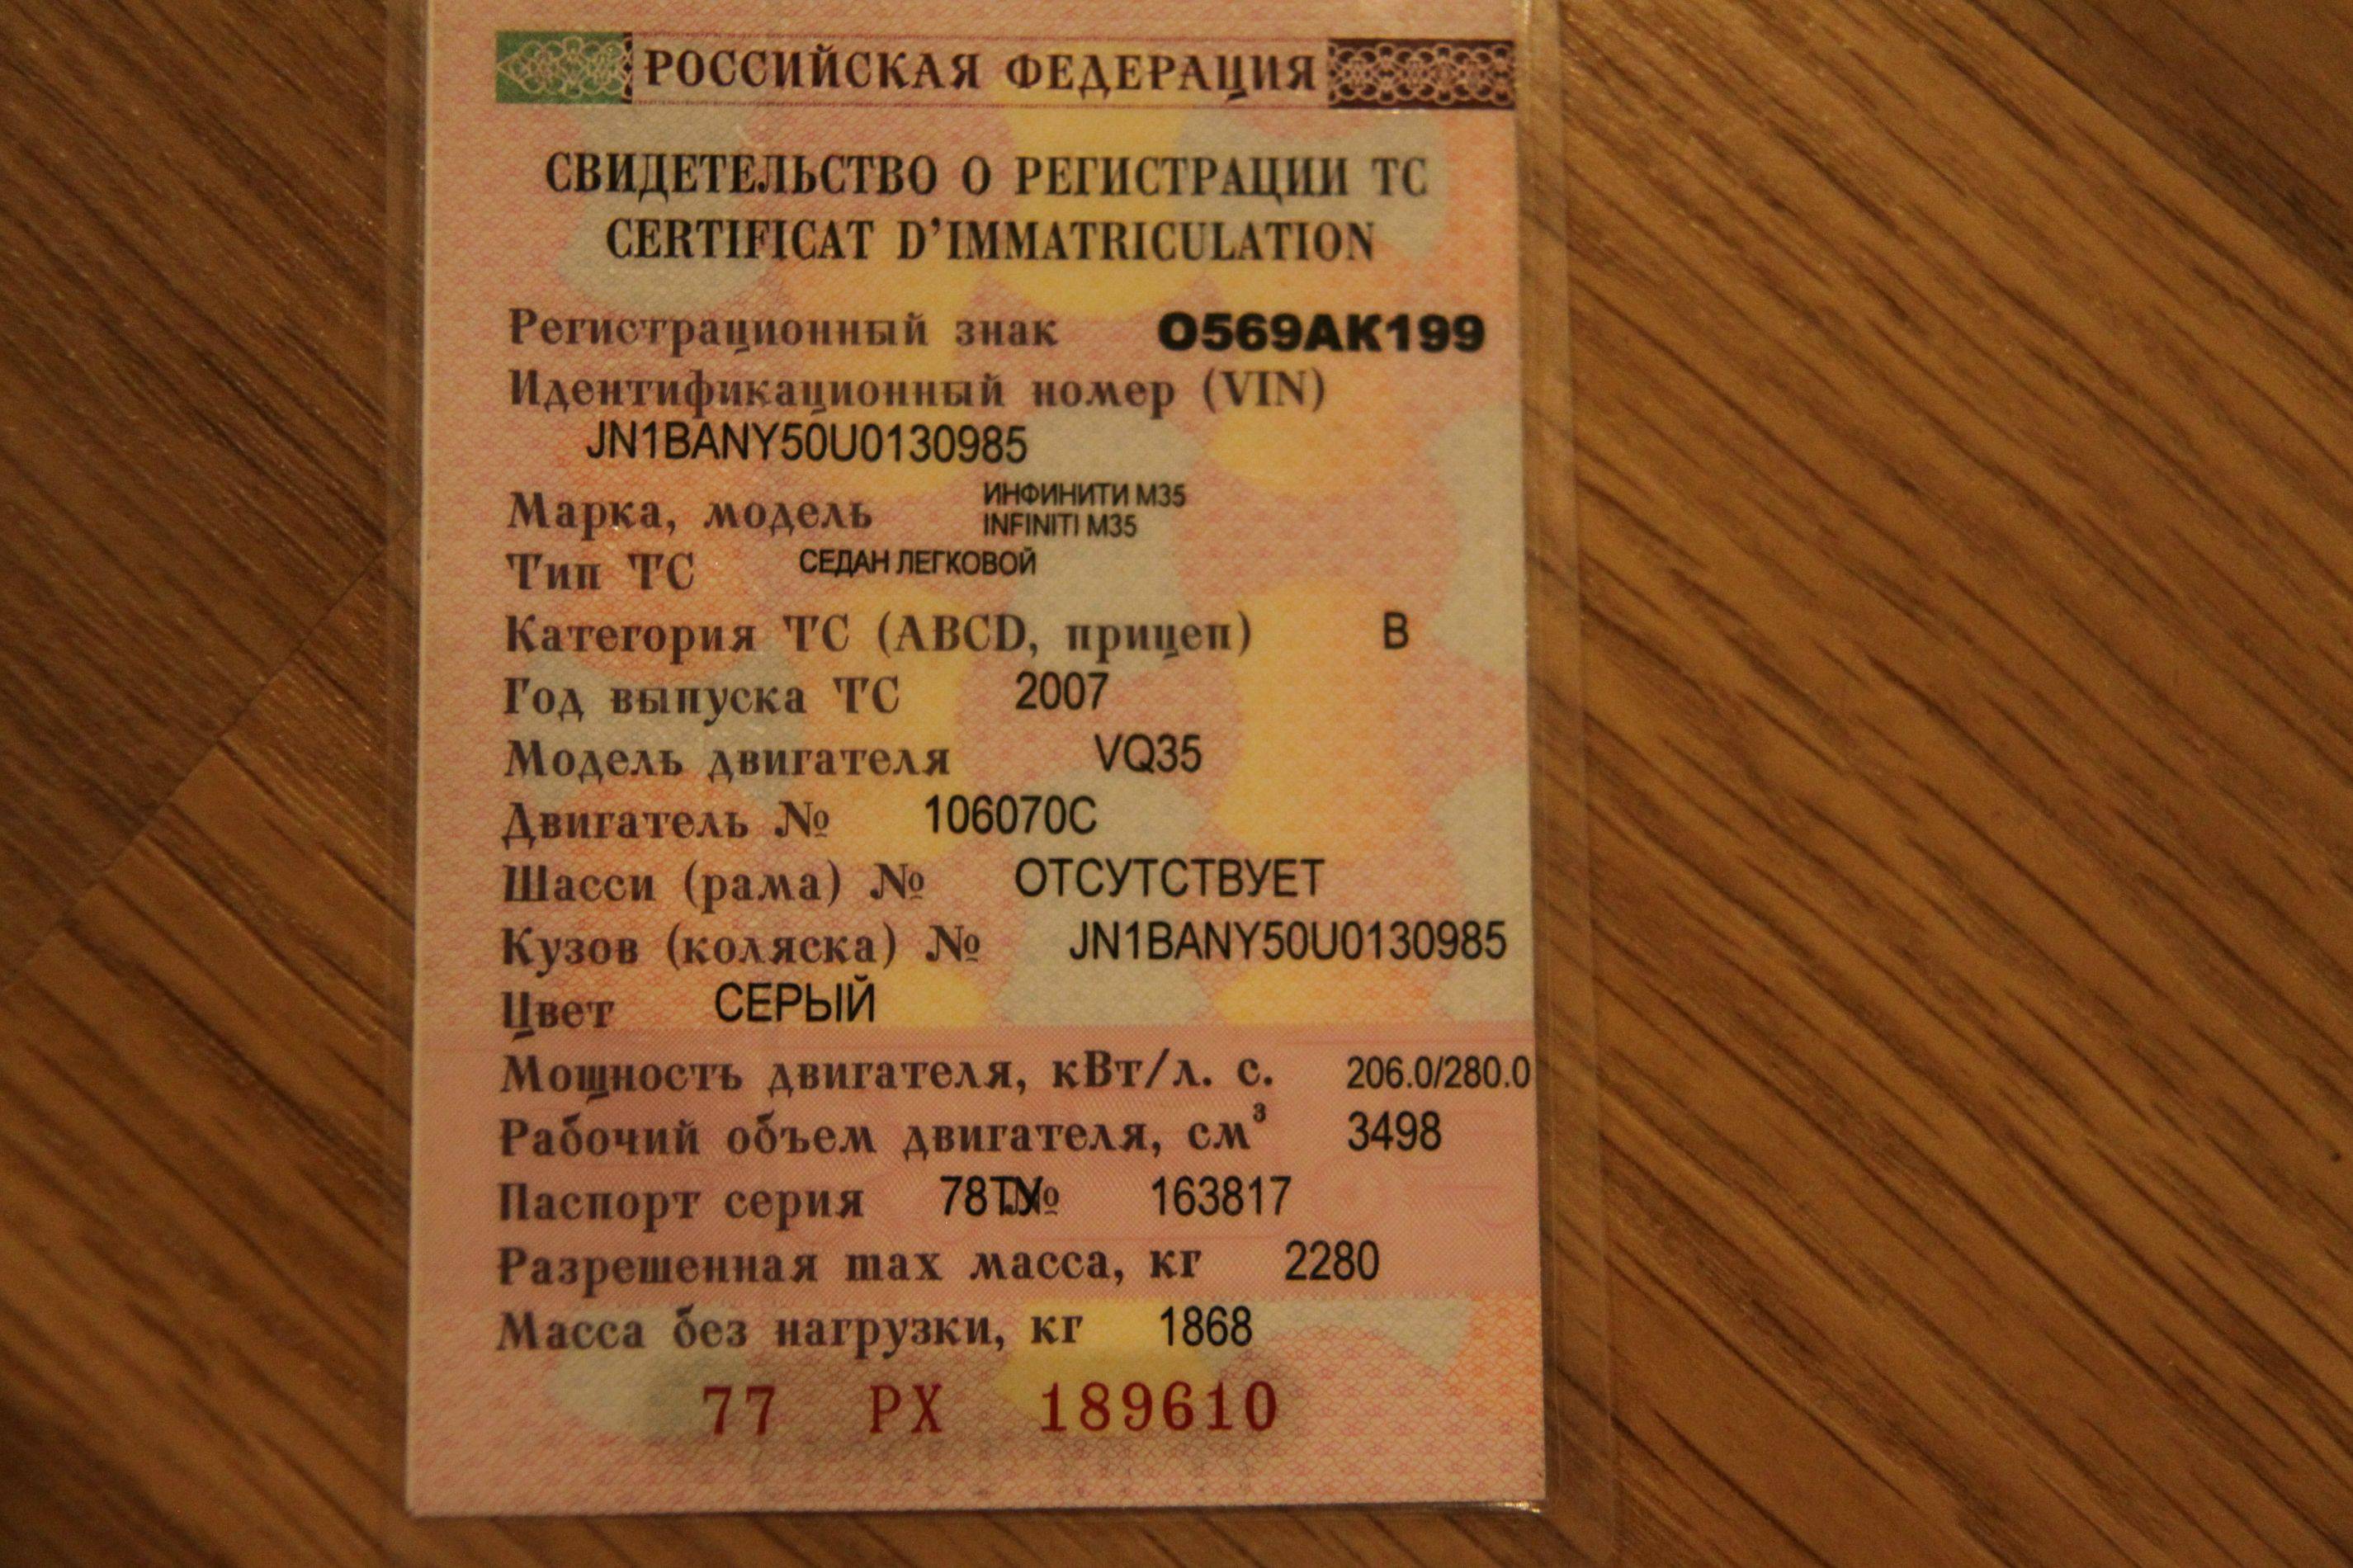 РОССИЙСКАЯ ФЕДЕРАЦИЯ
СВИДЕТЕЛЬСТВО О РЕГИСТРАЦИИ ТС
CERTIFICAT D'IMMATRICULATION
Регистрационный знак О569АК199
Идентификационный номер (VIN)
JN1BANY50U0130985
Марка, модель ИНФИНИТИ М35
INFINITI M35
Тип ТС СЕДАН ЛЕГКОВОЙ
Категория ТС (ABCD, прицеп) B
Год выпуска ТС 2007
Модель двигателя VQ35
Двигатель № 106070C
Шасси (рама) № ОТСУТСТВУЕТ
Кузов (коляска) № JN1BANY50U0130985
Цвет СЕРЫЙ
Мощность двигателя, кВт/л. с. 206.0/280.0
Рабочий объем двигателя, см³ 3498
Паспорт серия 78ТУ № 163817
Разрешенная max масса, кг 2280
Масса без нагрузки, кг 1868
77 РХ 189610